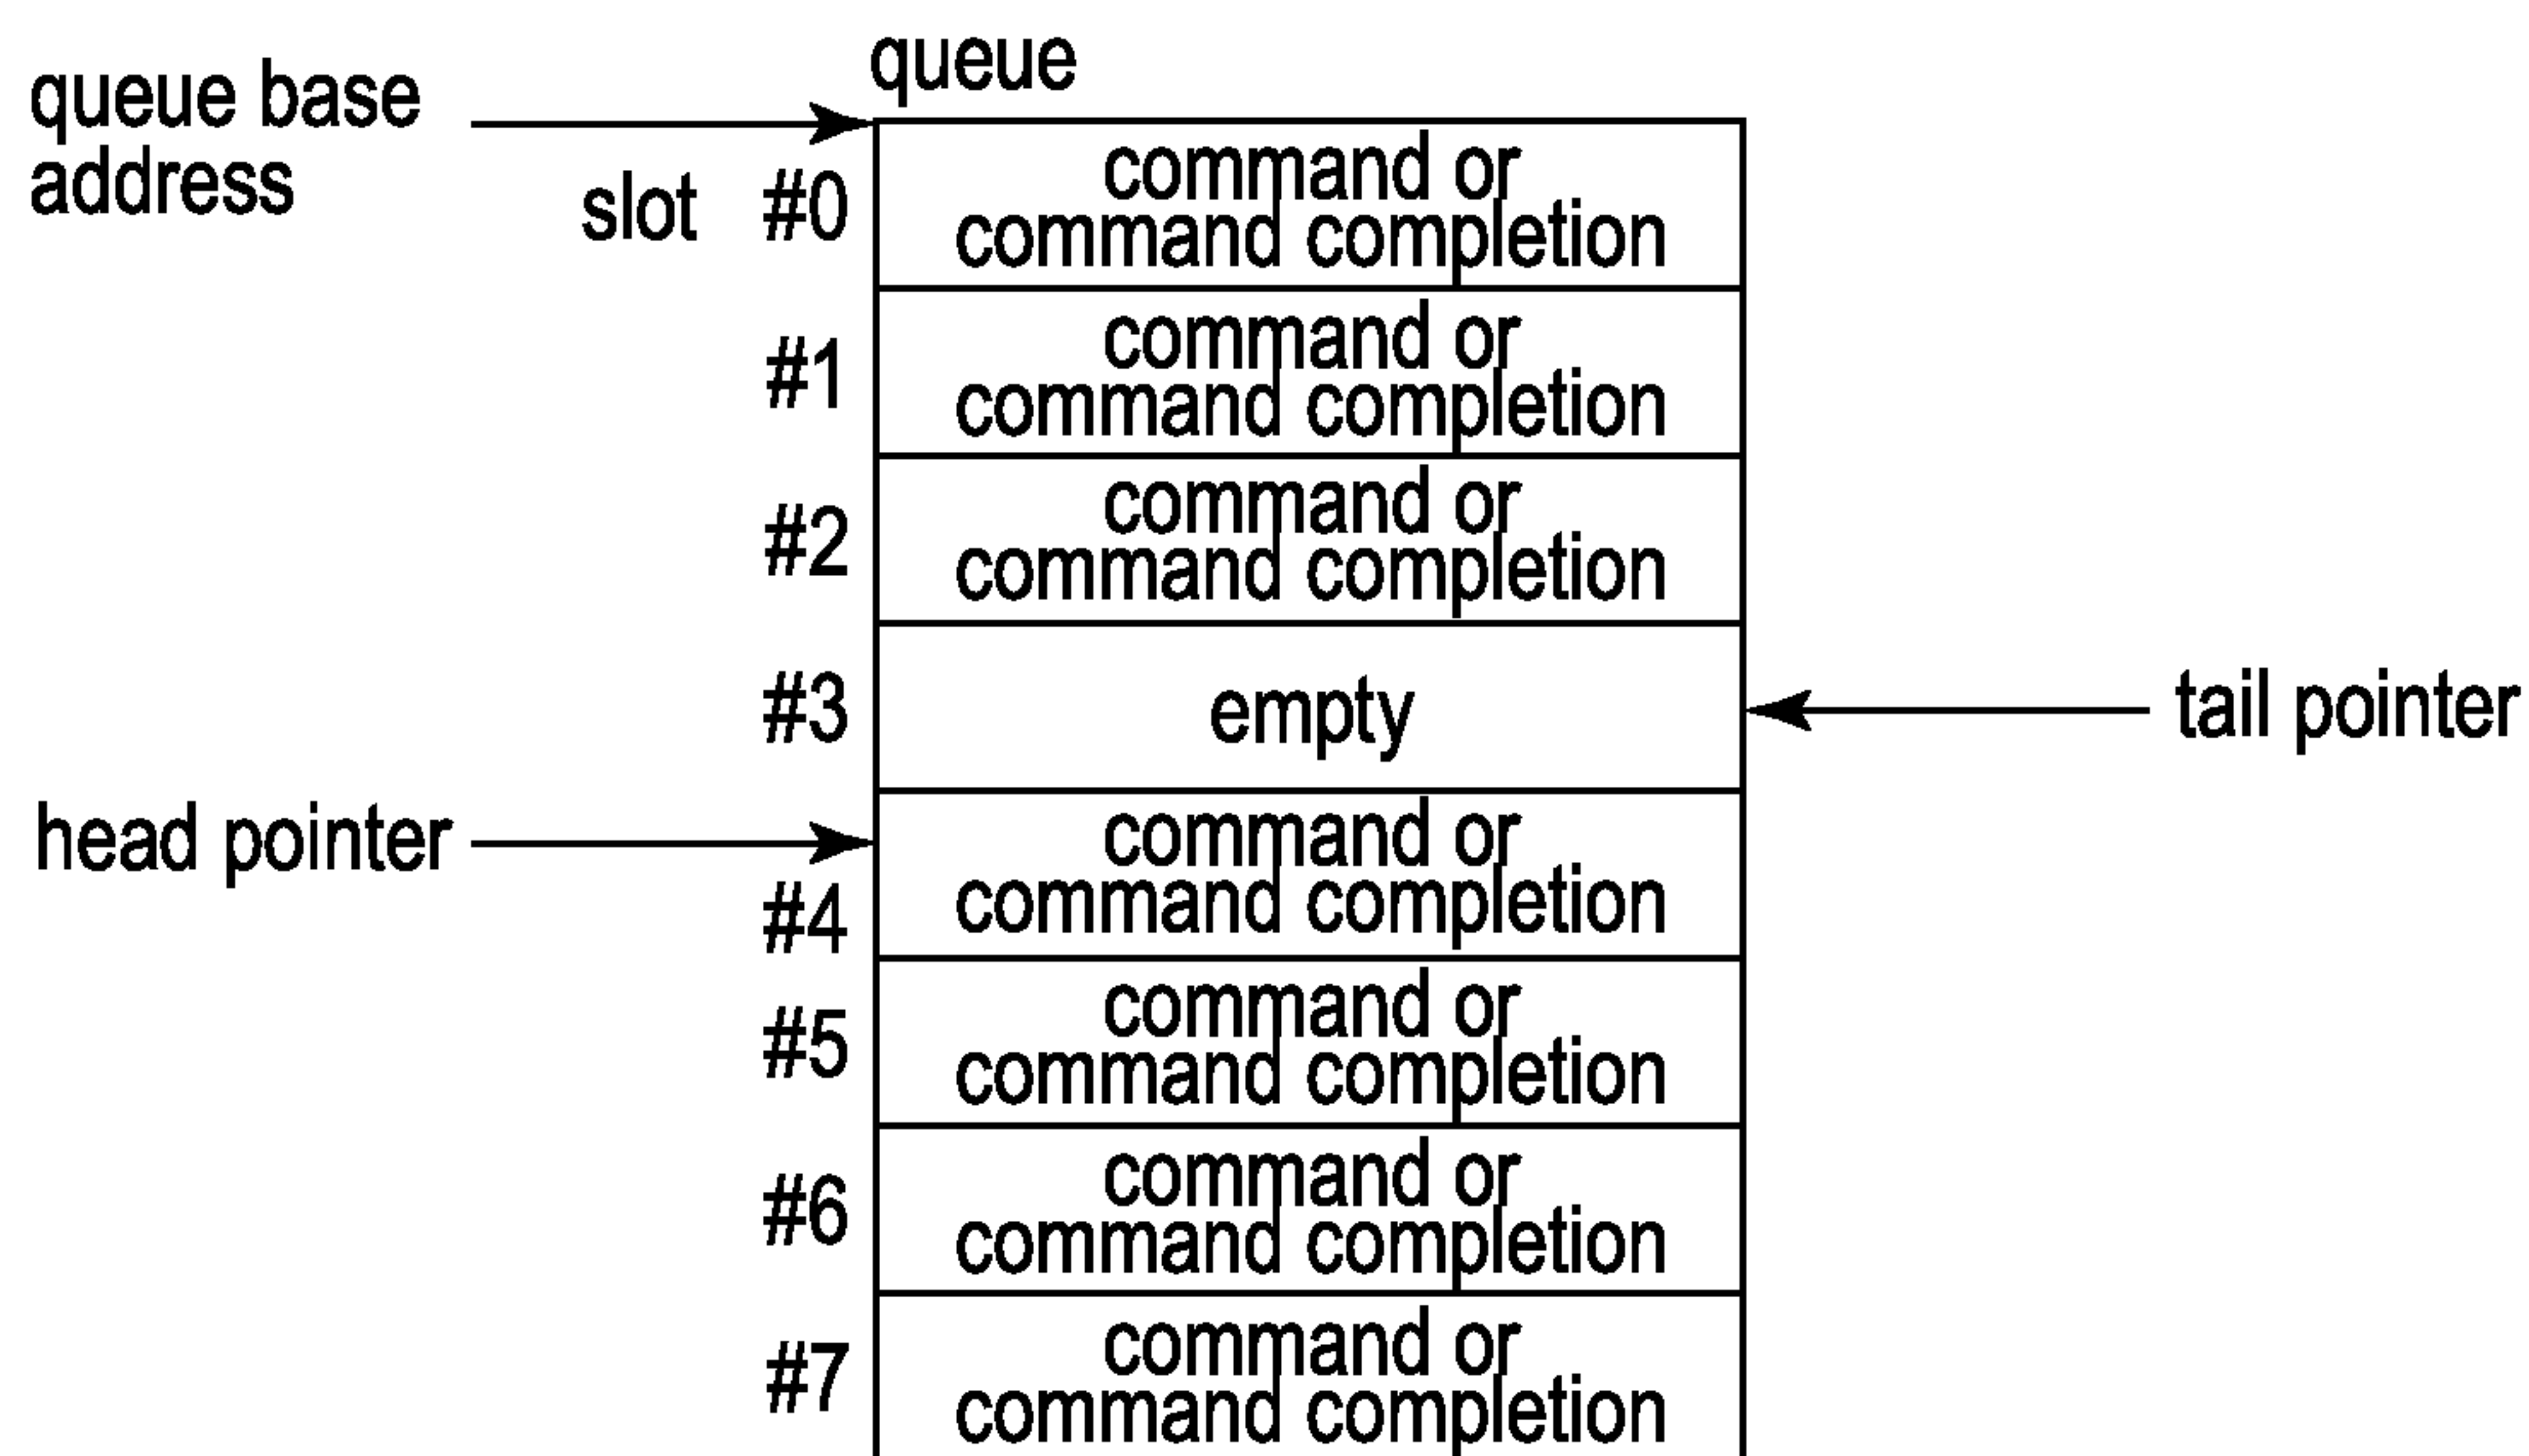 queue
queue base
address
slot #0
command or
command completion
#1
command or
command completion
#2
command or
command completion
#3
empty
tail pointer
head pointer
#4
command or
command completion
#5
command or
command completion
#6
command or
command completion
#7
command or
command completion